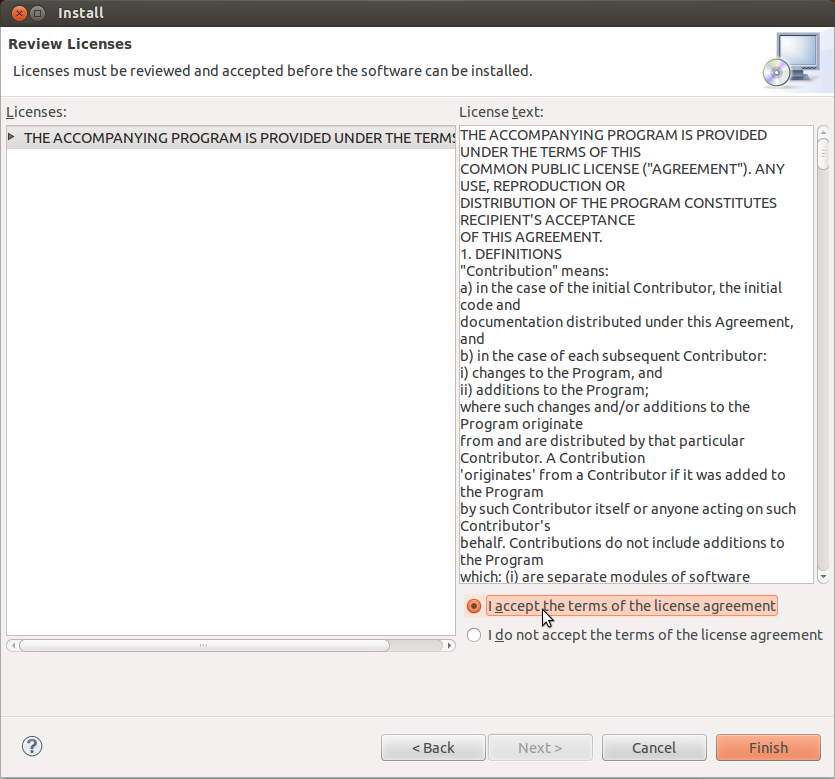 Install
Review Licenses
Licenses must be reviewed and accepted before the software can be installed.
Licenses:
THE ACCOMPANYING PROGRAM IS PROVIDED UNDER THE TERMS
License text:
THE ACCOMPANYING PROGRAM IS PROVIDED
UNDER THE TERMS OF THIS
COMMON PUBLIC LICENSE ("AGREEMENT"). ANY
USE, REPRODUCTION OR
DISTRIBUTION OF THE PROGRAM CONSTITUTES
RECIPIENT'S ACCEPTANCE
OF THIS AGREEMENT.
1. DEFINITIONS
"Contribution" means:
a) in the case of the initial Contributor, the initial
code and
documentation distributed under this Agreement,
and
b) in the case of each subsequent Contributor:
i) changes to the Program, and
ii) additions to the Program;
where such changes and/or additions to the
Program originate
from and are distributed by that particular
Contributor. A Contribution
'originates' from a Contributor if it was added to
the Program
by such Contributor itself or anyone acting on such
Contributor's
behalf. Contributions do not include additions to
the Program
which: (i) are separate modules of software
I accept the terms of the license agreement
I do not accept the terms of the license agreement
?
< Back
Next >
Cancel
Finish